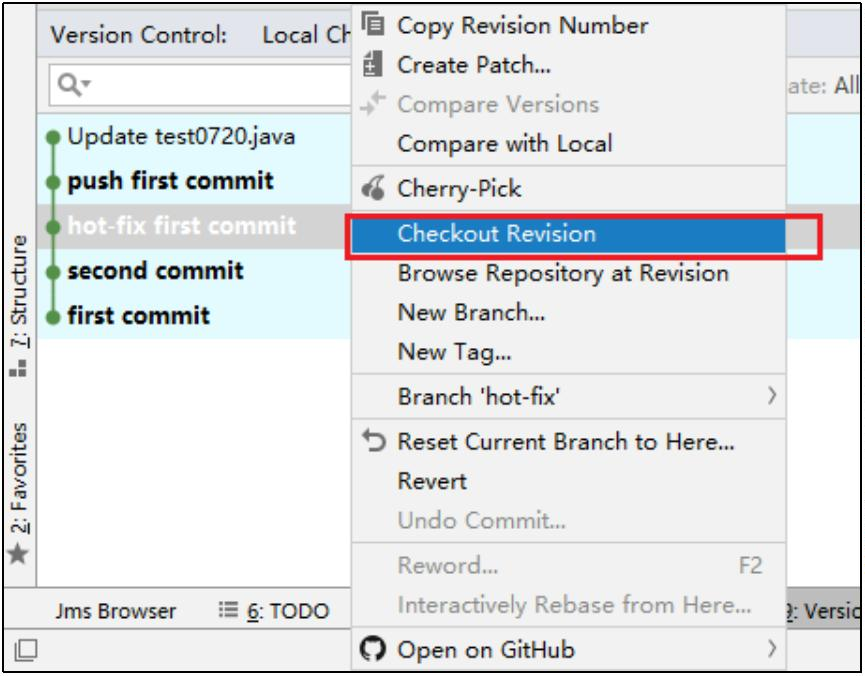 Version Control:
Local Ch
ate: All
Update test0720.java
push first commit
hot-fix first commit
second commit
first commit
Copy Revision Number
Create Patch...
Compare Versions
Compare with Local
Cherry-Pick
Checkout Revision
Browse Repository at Revision
New Branch...
New Tag...
Branch 'hot-fix'
Reset Current Branch to Here...
Revert
Undo Commit...
Reword... F2
Interactively Rebase from Here...
Open on GitHub
7: Structure
2: Favorites
Jms Browser
6: TODO
9: Versio